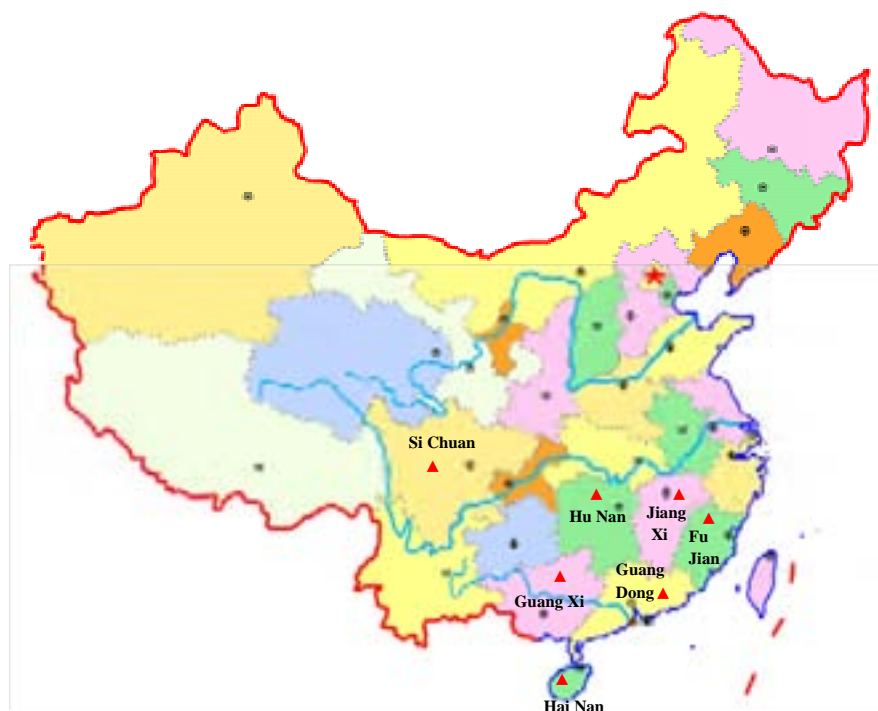 Si Chuan
Hu Nan
Jiang
Xi
Fu
Jian
Guang
Dong
Guang Xi
Hai Nan